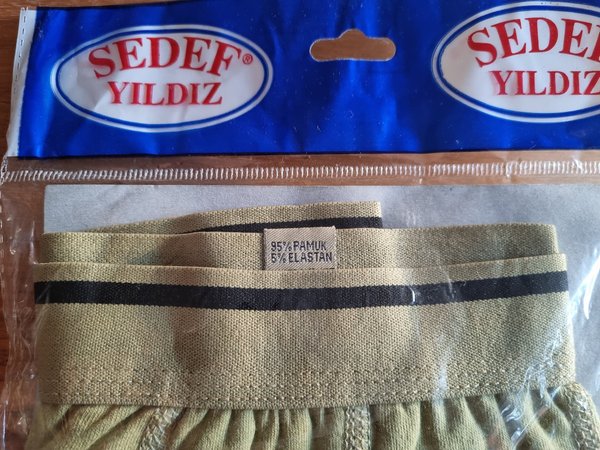 SEDEF®
YILDIZ
SEDEF
YILDIZ
95% PAMUK
5% ELASTAN